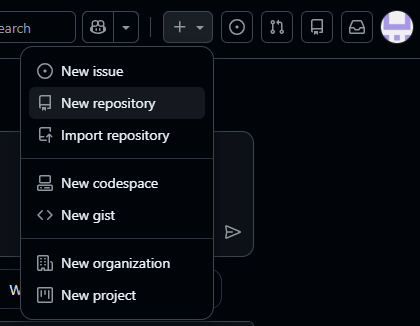 earch
New issue
New repository
Import repository
New codespace
New gist
New organization
New project
W